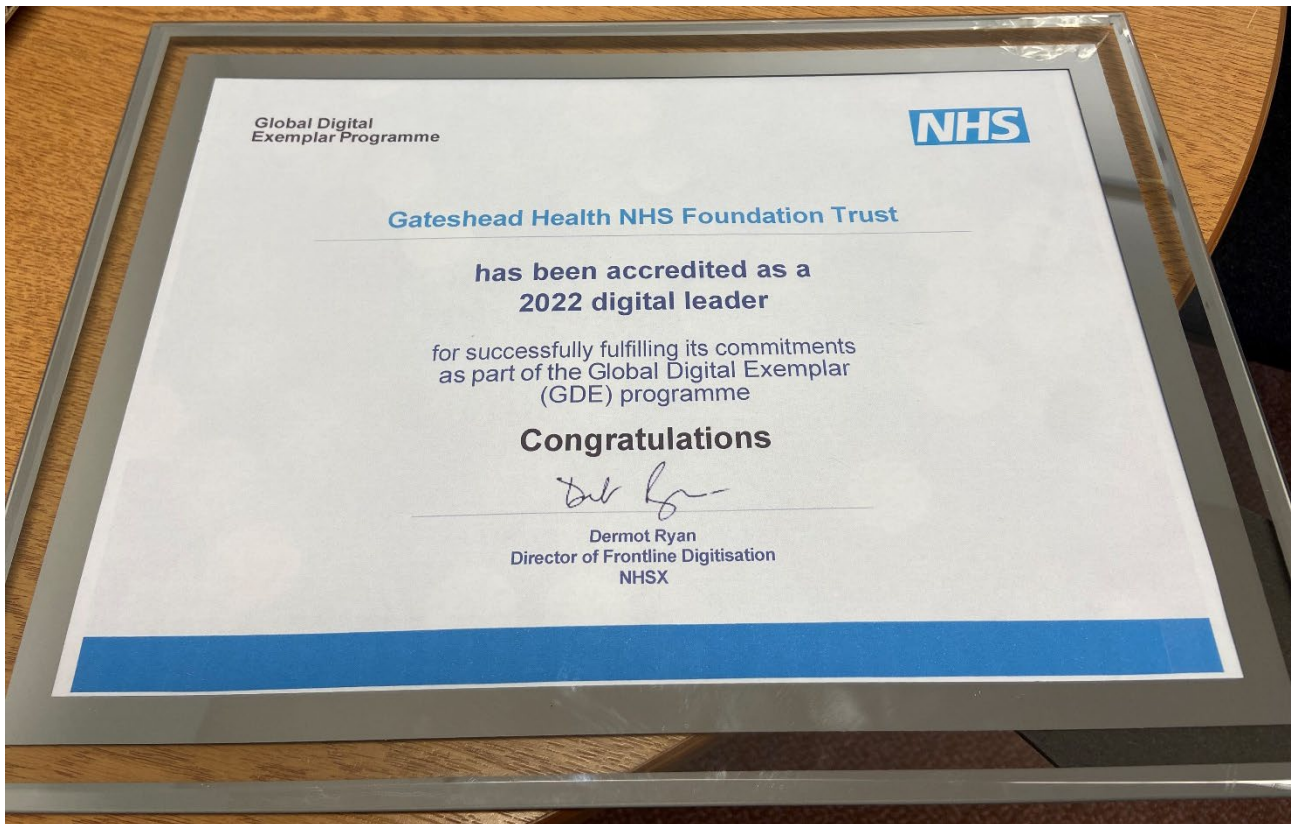 Global Digital
Exemplar Programme
NHS
Gateshead Health NHS Foundation Trust
has been accredited as a
2022 digital leader
for successfully fulfilling its commitments
as part of the Global Digital Exemplar
(GDE) programme
Congratulations
Dermot Ryan
Director of Frontline Digitisation
NHSX